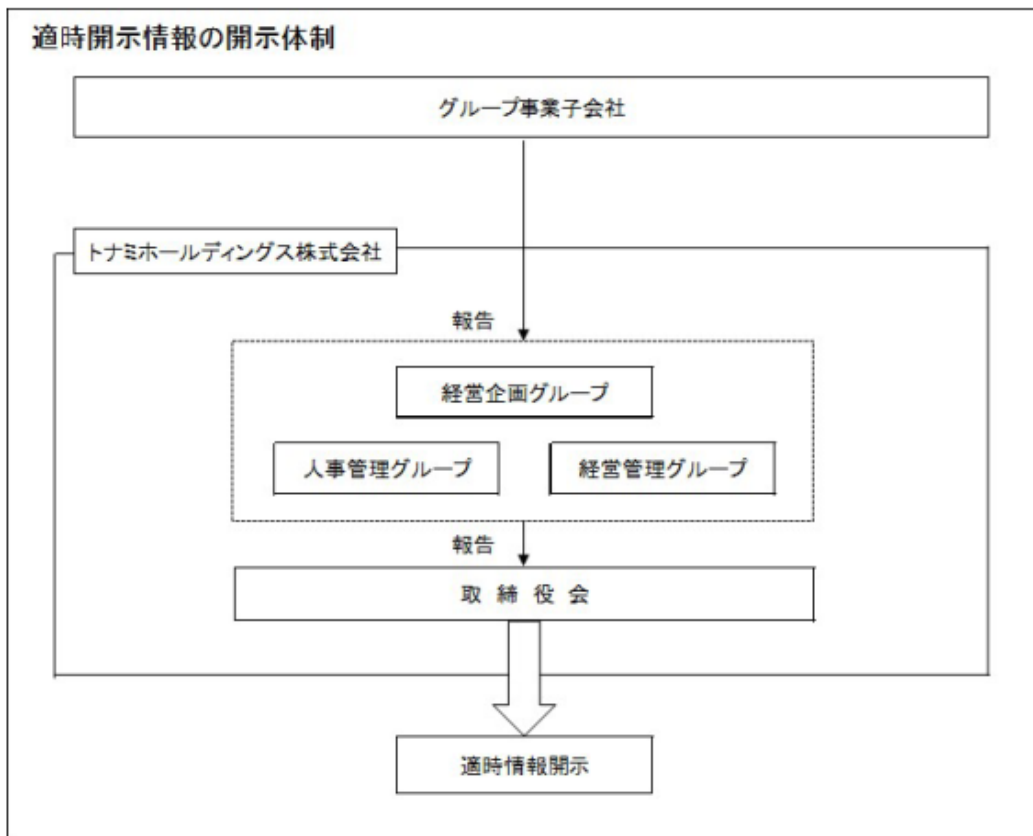 適時開示情報の開示体制
グループ事業子会社
トナミホールディングス株式会社
報告
経営企画グループ
人事管理グループ
経営管理グループ
報告
取 締 役 会
適時情報開示